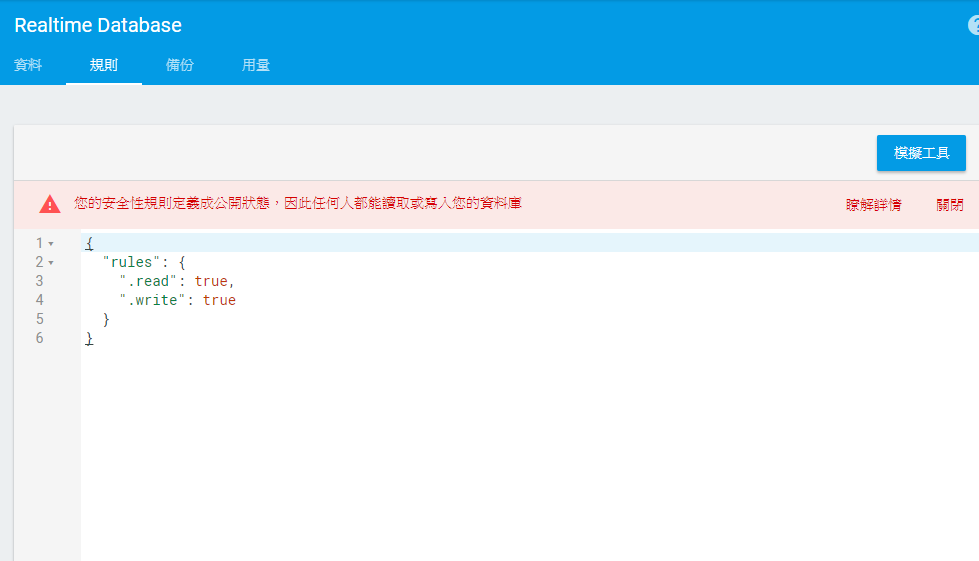 Realtime Database
資料 規則 備份 用量
模擬工具
您的安全性規則定義成公開狀態，因此任何人都能讀取或寫入您的資料庫 瞭解詳情 關閉
1 {
2 "rules": {
3 ".read": true,
4 ".write": true
5 }
6 }